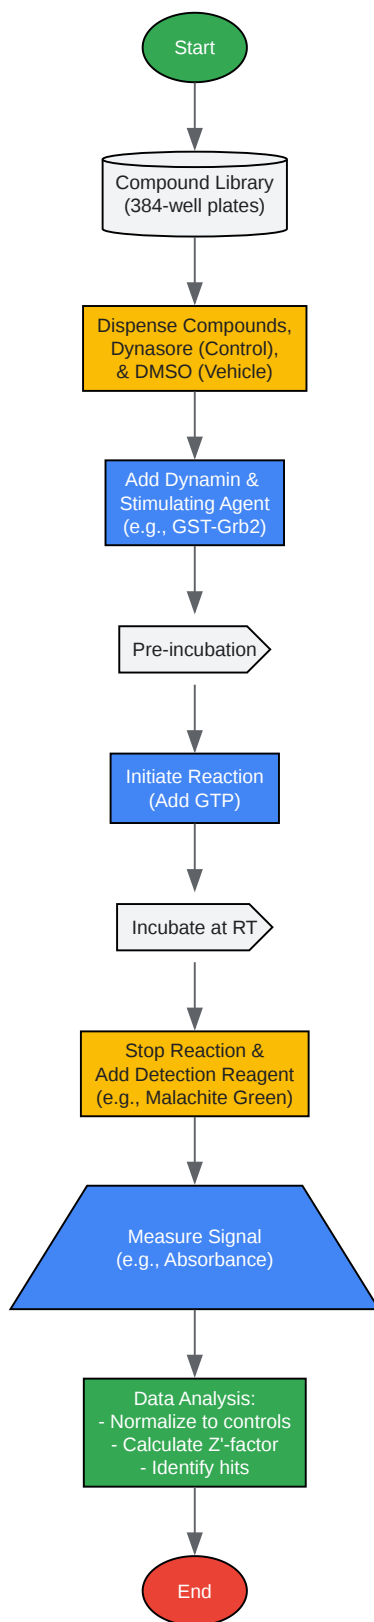 Start
Compound Library
(384-well plates)
Dispense Compounds,
Dynasore (Control),
& DMSO (Vehicle)
Add Dynamin &
Stimulating Agent
(e.g., GST-Grb2)
Pre-incubation
Initiate Reaction
(Add GTP)
Incubate at RT
Stop Reaction &
Add Detection Reagent
(e.g., Malachite Green)
Measure Signal
(e.g., Absorbance)
Data Analysis:
- Normalize to controls
- Calculate Z'-factor
- Identify hits
End